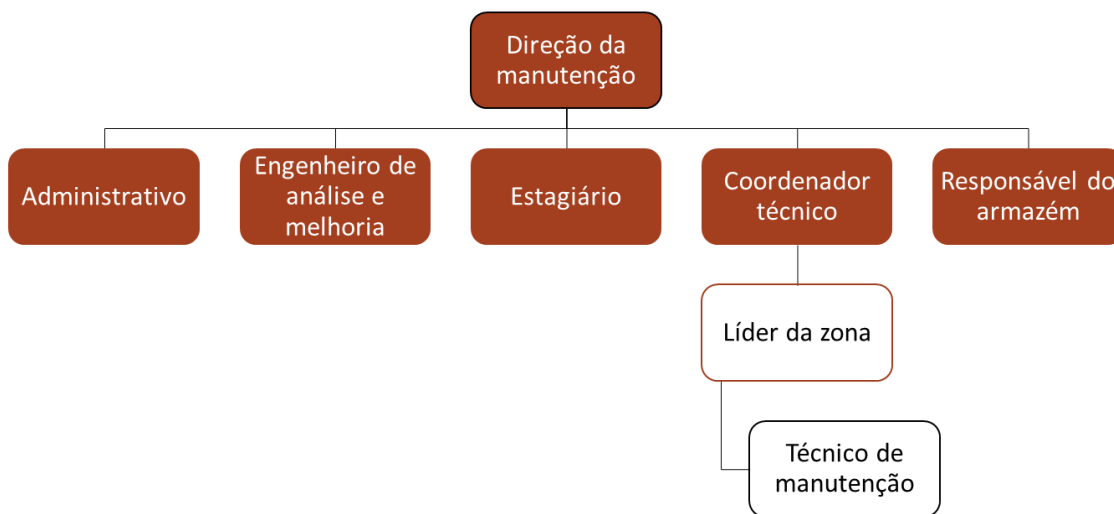 Direção da
manutenção
Administrativo
Engenheiro de
análise e
melhoria
Estagiário
Coordenador
técnico
Responsável do
armazém
Líder da zona
Técnico de
manutenção